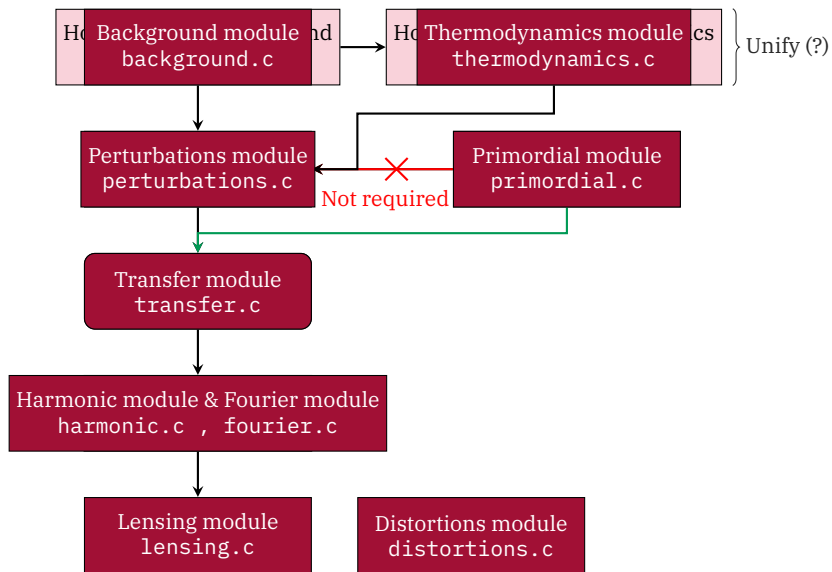 Background module
background.c
Thermodynamics module
thermodynamics.c
Unify (?)
Perturbations module
perturbations.c
Not required
Primordial module
primordial.c
Transfer module
transfer.c
Harmonic module & Fourier module
harmonic.c , fourier.c
Lensing module
lensing.c
Distortions module
distortions.c